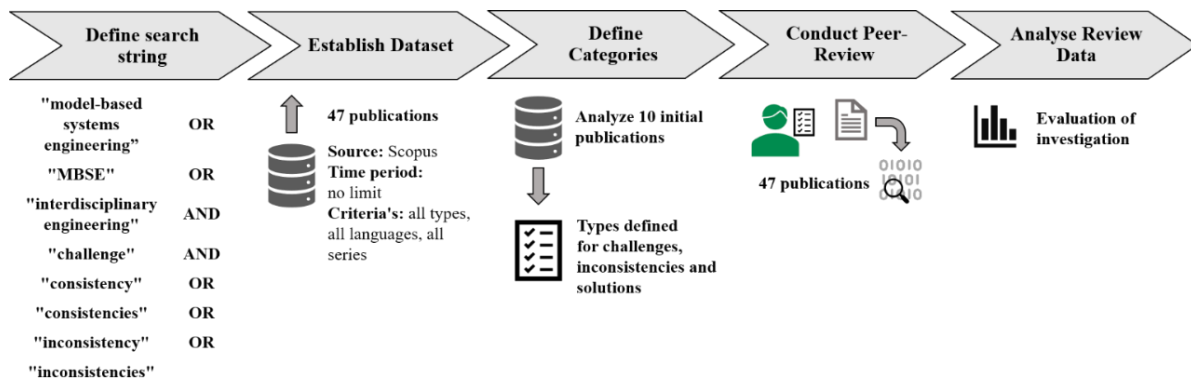 Define search
string
Establish Dataset
Define
Categories
Conduct Peer-
Review
Analyse Review
Data
"model-based
systems
engineering” OR
"MBSE" OR
"interdisciplinary
engineering" AND
"challenge" AND
"consistency" OR
"consistencies" OR
"inconsistency" OR
"inconsistencies"
47 publications
Source: Scopus
Time period:
no limit
Criteria's: all types,
all languages, all
series
Analyze 10 initial
publications
Types defined
for challenges,
inconsistencies and
solutions
47 publications
01010
10101
01010
Evaluation of
investigation